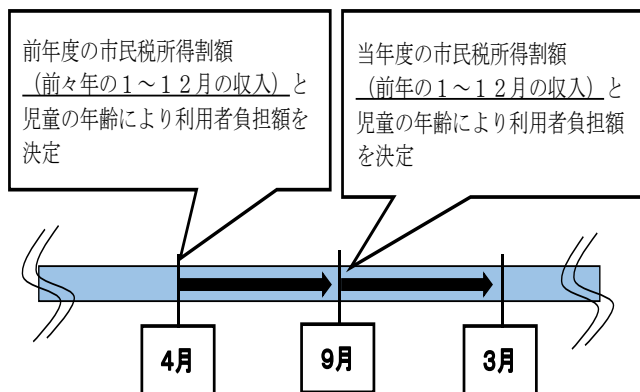 前年度の市民税所得割額
（前々年の１～１２月の収入）と
児童の年齢により利用者負担額を
決定
当年度の市民税所得割額
（前年の１～１２月の収入）と
児童の年齢により利用者負担額
を決定
4月
9月
3月